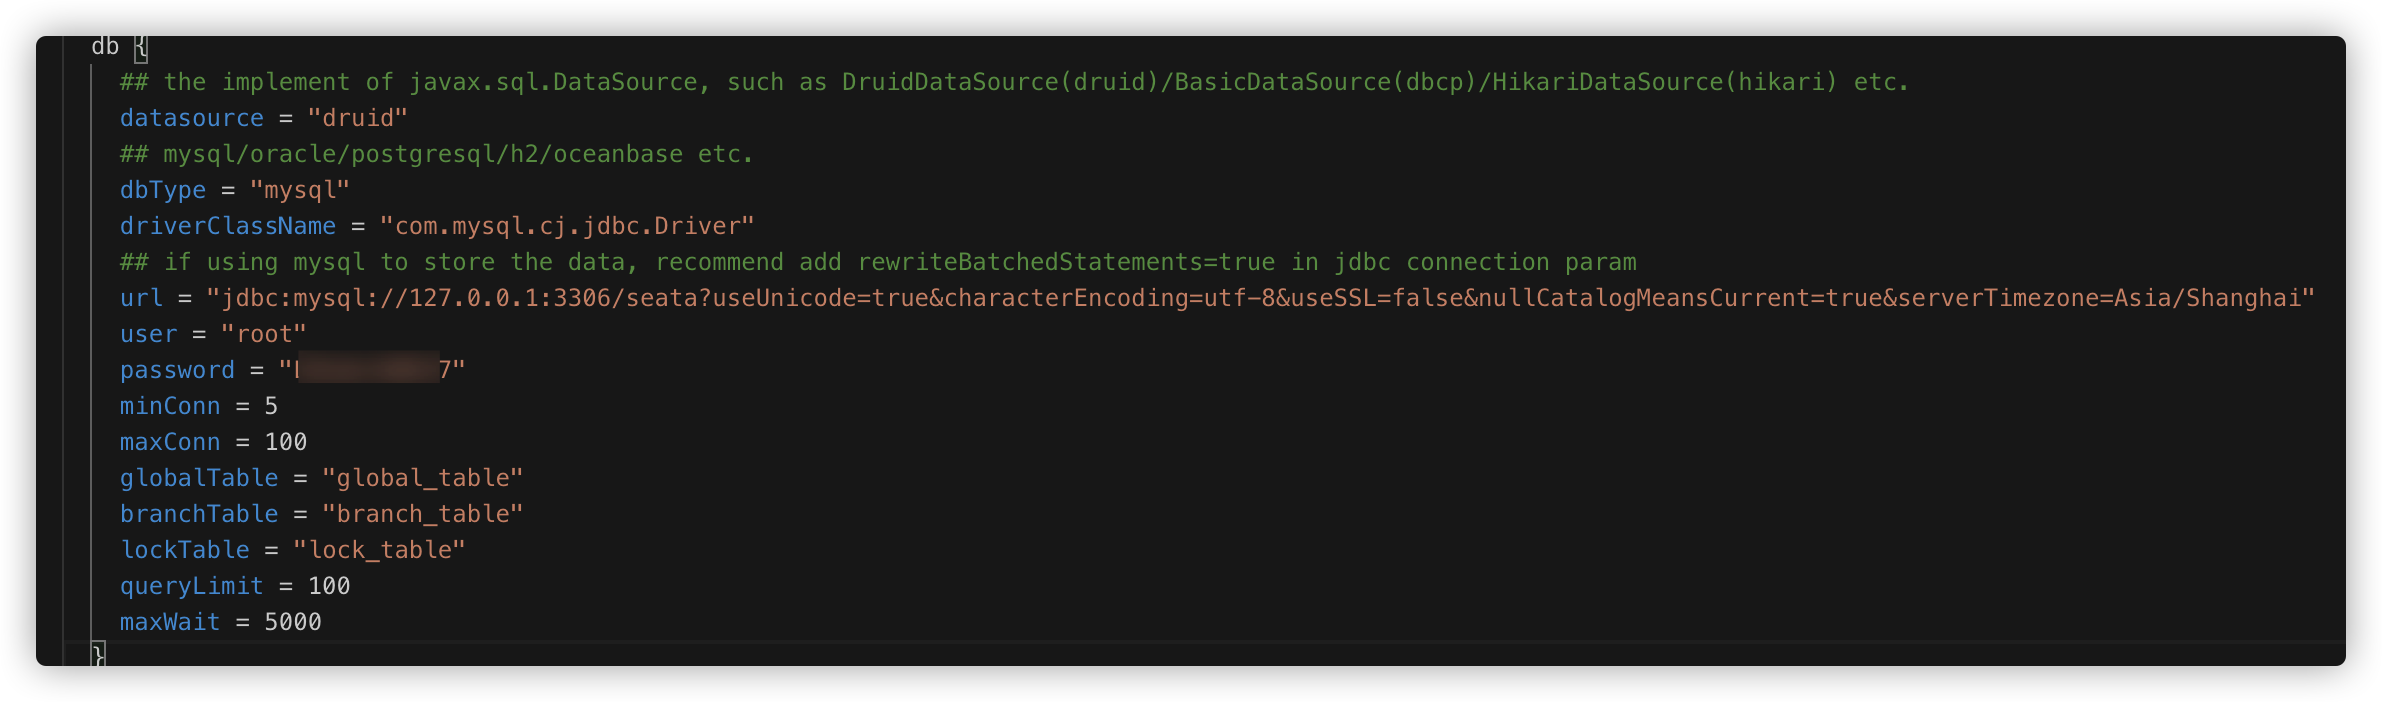 db {
## the implement of javax.sql.DataSource, such as DruidDataSource(druid)/BasicDataSource(dbcp)/HikariDataSource(hikari) etc.
datasource = "druid"
## mysql/oracle/postgresql/h2/oceanbase etc.
dbType = "mysql"
driverClassName = "com.mysql.cj.jdbc.Driver"
## if using mysql to store the data, recommend add rewriteBatchedStatements=true in jdbc connection param
url = "jdbc:mysql://127.0.0.1:3306/seata?useUnicode=true&characterEncoding=utf-8&useSSL=false&nullCatalogMeansCurrent=true&serverTimezone=Asia/Shanghai"
user = "root"
password =
minConn = 5
maxConn = 100
globalTable = "global_table"
branchTable = "branch_table"
lockTable = "lock_table"
queryLimit = 100
maxWait = 5000
}